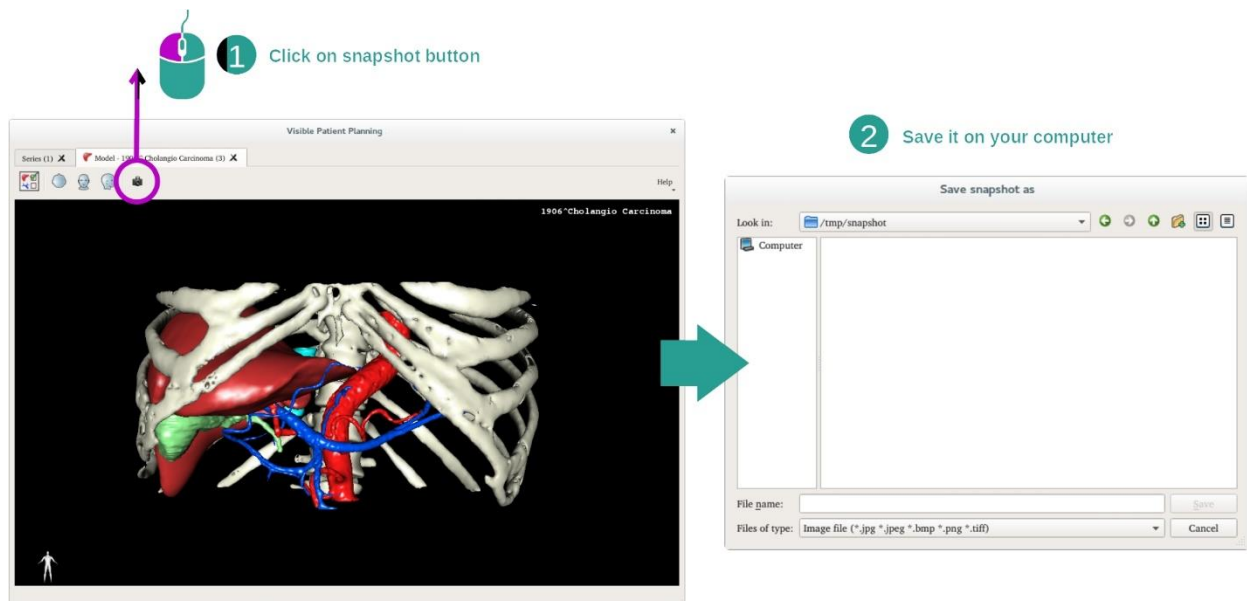 1 Click on snapshot button
Visible Patient Planning
Series (1)
Model - 190 Cholangio Carcinoma (3)
Help
1906^Cholangio Carcinoma
2 Save it on your computer
Save snapshot as
Look in: /tmp/snapshot
Computer
File name: Save
Files of type: Image file (*.jpg *.jpeg *.bmp *.png *.tiff) Cancel